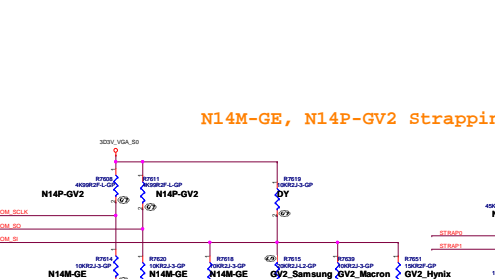 N14M-GE, N14P-GV2 Strappin
3D3V_VGA_S0
R7608
4K99R2F-L-GP
N14P-GV2
R7611
4K99R2F-L-GP
N14P-GV2
R7619
10KR2J-3-GP
DY
OM_SCLK
OM_SO
OM_SI
STRAP0
STRAP1
45K
R7614
10KR2J-3-GP
N14M-GE
R7620
10KR2J-3-GP
N14M-GE
R7618
10KR2J-3-GP
N14M-GE
R7615
20KR2J-L2-GP
GV2_Samsung
R7639
10KR2J-3-GP
GV2_Macron
R7651
15KR2F-GP
GV2_Hynix